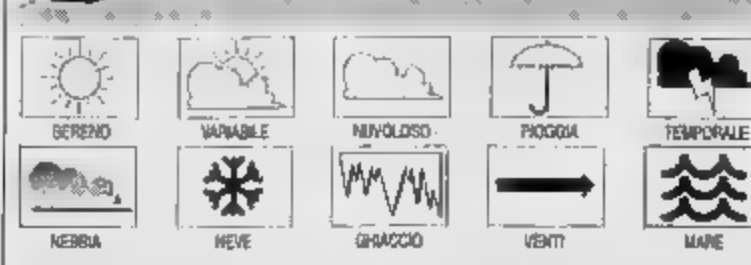 SERENO VARIABILE NUVOLOSO PIOGGIA TEMPORALE
NEBBIA NEVE GHIACCIO VENTI MARE